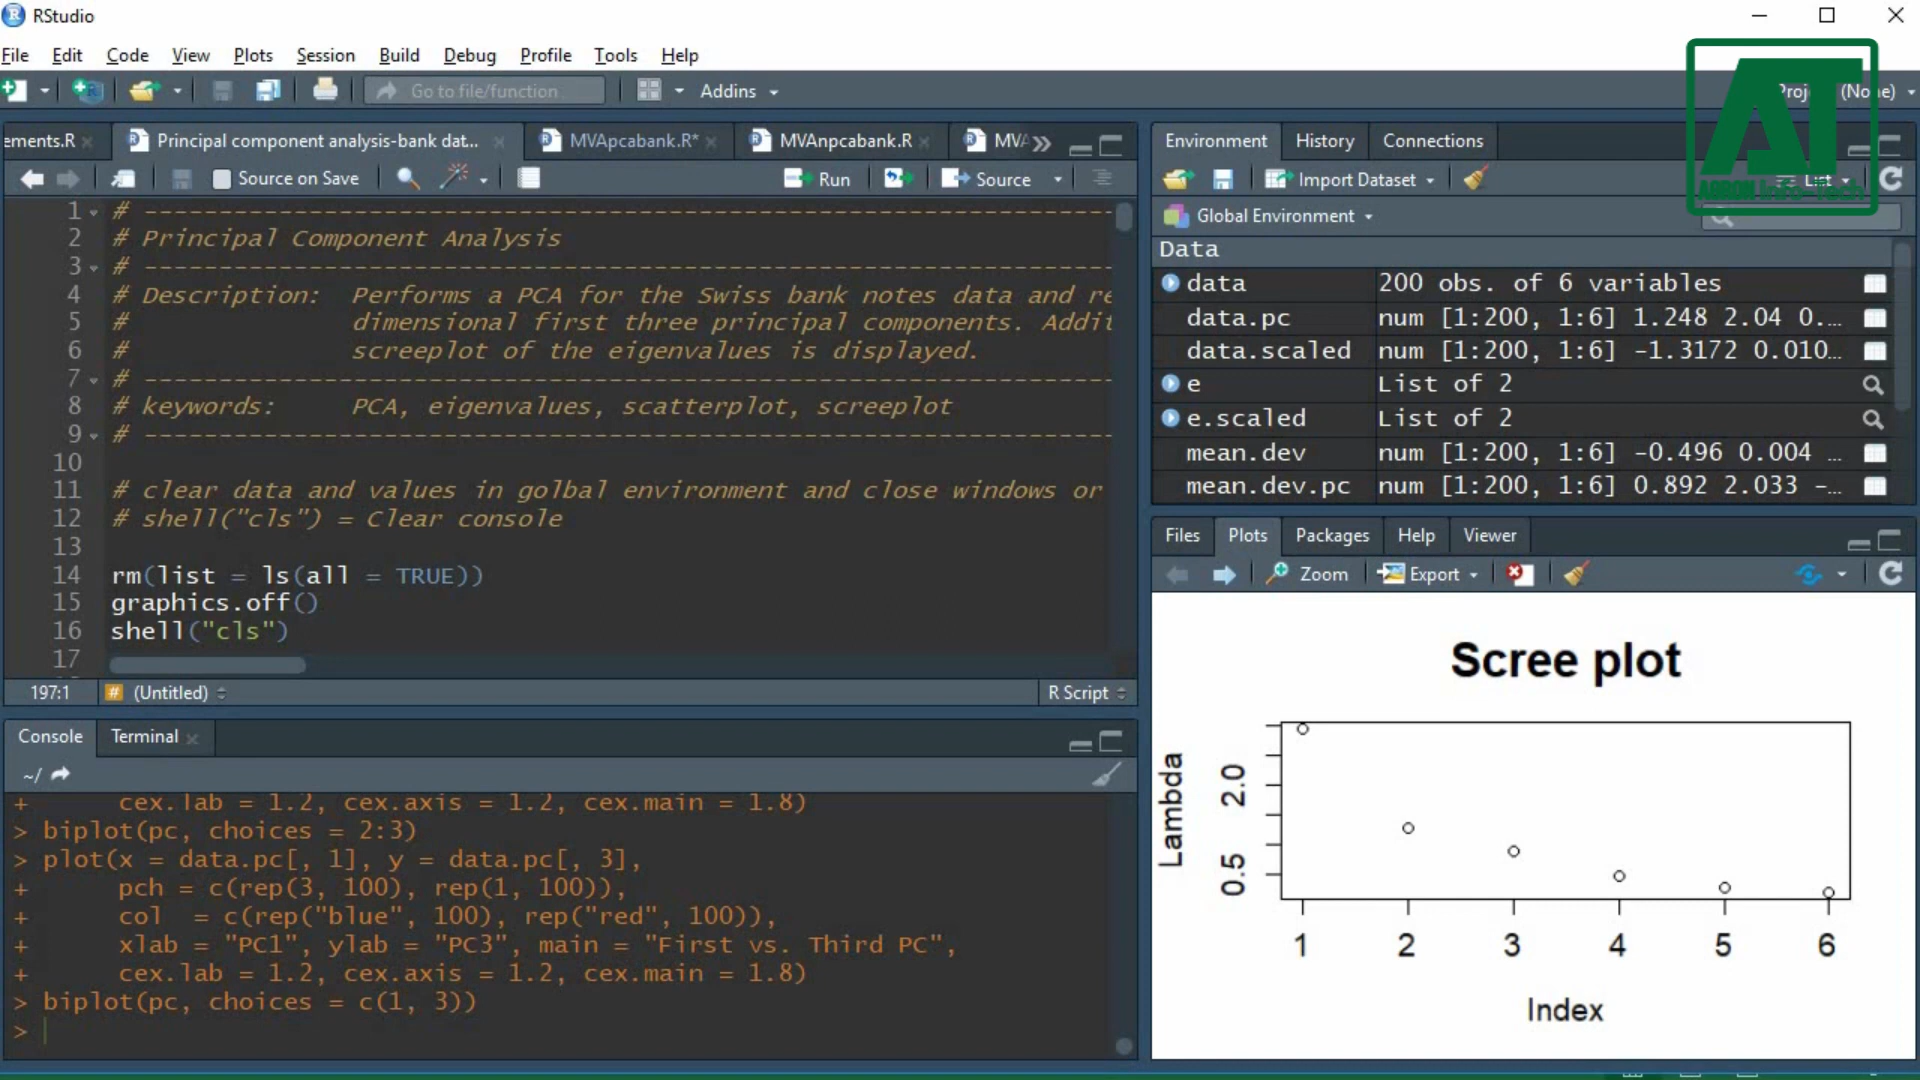 RStudio
File Edit Code View Plots Session Build Debug Profile Tools Help
Go to file/function Addins
(None)
ements.R Principal component analysis-bank dat... MVApcabank.R* MVAnpcabank.R MVA
Source on Save Run Source
1 # ------------------------------------------------------------------
2 # Principal Component Analysis
3 # ------------------------------------------------------------------
4 # Description: Performs a PCA for the Swiss bank notes data and re
5 # dimensional first three principal components. Addit
6 # screeplot of the eigenvalues is displayed.
7 # ------------------------------------------------------------------
8 # keywords: PCA, eigenvalues, scatterplot, screeplot
9 # ------------------------------------------------------------------
10
11 # clear data and values in golbal environment and close windows or
12 # shell("cls") = Clear console
13
14 rm(list = ls(all = TRUE))
15 graphics.off()
16 shell("cls")
17
197:1 # (Untitled) R Script
Console Terminal
~/
+ cex.lab = 1.2, cex.axis = 1.2, cex.main = 1.8)
> biplot(pc, choices = 2:3)
> plot(x = data.pc[, 1], y = data.pc[, 3],
+ pch = c(rep(3, 100), rep(1, 100)),
+ col = c(rep("blue", 100), rep("red", 100)),
+ xlab = "PC1", ylab = "PC3", main = "First vs. Third PC",
+ cex.lab = 1.2, cex.axis = 1.2, cex.main = 1.8)
> biplot(pc, choices = c(1, 3))
>
Environment History Connections
Import Dataset List
Global Environment
Data
data 200 obs. of 6 variables
data.pc num [1:200, 1:6] 1.248 2.04 0....
data.scaled num [1:200, 1:6] -1.3172 0.010...
e List of 2
e.scaled List of 2
mean.dev num [1:200, 1:6] -0.496 0.004 ...
mean.dev.pc num [1:200, 1:6] 0.892 2.033 -...
Files Plots Packages Help Viewer
Zoom Export
Scree plot
Lambda
2.0
0.5
1 2 3 4 5 6
Index
AT
Info-Tech